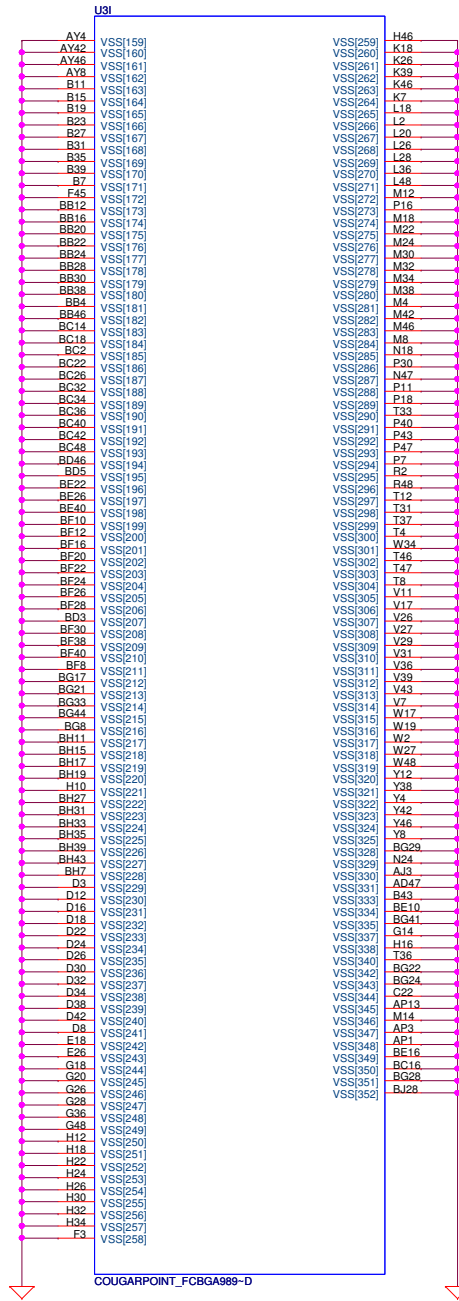 U3I
AY4 VSS[159]
AY42 VSS[160]
AY46 VSS[161]
AY8 VSS[162]
B11 VSS[163]
B15 VSS[164]
B19 VSS[165]
B23 VSS[166]
B27 VSS[167]
B31 VSS[168]
B35 VSS[169]
B39 VSS[170]
B7 VSS[171]
F45 VSS[172]
BB12 VSS[173]
BB16 VSS[174]
BB20 VSS[175]
BB22 VSS[176]
BB24 VSS[177]
BB28 VSS[178]
BB30 VSS[179]
BB38 VSS[180]
BB4 VSS[181]
BB46 VSS[182]
BC14 VSS[183]
BC18 VSS[184]
BC2 VSS[185]
BC22 VSS[186]
BC26 VSS[187]
BC32 VSS[188]
BC34 VSS[189]
BC36 VSS[190]
BC40 VSS[191]
BC42 VSS[192]
BC48 VSS[193]
BD46 VSS[194]
BD5 VSS[195]
BE22 VSS[196]
BE26 VSS[197]
BE40 VSS[198]
BF10 VSS[199]
BF12 VSS[200]
BF16 VSS[201]
BF20 VSS[202]
BF22 VSS[203]
BF24 VSS[204]
BF26 VSS[205]
BF28 VSS[206]
BD3 VSS[207]
BF30 VSS[208]
BF38 VSS[209]
BF40 VSS[210]
BF8 VSS[211]
BG17 VSS[212]
BG21 VSS[213]
BG33 VSS[214]
BG44 VSS[215]
BG8 VSS[216]
BH11 VSS[217]
BH15 VSS[218]
BH17 VSS[219]
BH19 VSS[220]
H10 VSS[221]
BH27 VSS[222]
BH31 VSS[223]
BH33 VSS[224]
BH35 VSS[225]
BH39 VSS[226]
BH43 VSS[227]
BH7 VSS[228]
D3 VSS[229]
D12 VSS[230]
D16 VSS[231]
D18 VSS[232]
D22 VSS[233]
D24 VSS[234]
D26 VSS[235]
D30 VSS[236]
D32 VSS[237]
D34 VSS[238]
D38 VSS[239]
D42 VSS[240]
D8 VSS[241]
E18 VSS[242]
E26 VSS[243]
G18 VSS[244]
G20 VSS[245]
G26 VSS[246]
G28 VSS[247]
G36 VSS[248]
G48 VSS[249]
H12 VSS[250]
H18 VSS[251]
H22 VSS[252]
H24 VSS[253]
H26 VSS[254]
H30 VSS[255]
H32 VSS[256]
H34 VSS[257]
F3 VSS[258]
VSS[259] H46
VSS[260] K18
VSS[261] K26
VSS[262] K39
VSS[263] K46
VSS[264] K7
VSS[265] L18
VSS[266] L2
VSS[267] L20
VSS[268] L26
VSS[269] L28
VSS[270] L36
VSS[271] L48
VSS[272] M12
VSS[273] P16
VSS[274] M18
VSS[275] M22
VSS[276] M24
VSS[277] M30
VSS[278] M32
VSS[279] M34
VSS[280] M38
VSS[281] M4
VSS[282] M42
VSS[283] M46
VSS[284] M8
VSS[285] N18
VSS[286] P30
VSS[287] N47
VSS[288] P11
VSS[289] P18
VSS[290] T33
VSS[291] P40
VSS[292] P43
VSS[293] P47
VSS[294] P7
VSS[295] R2
VSS[296] R48
VSS[297] T12
VSS[298] T31
VSS[299] T37
VSS[300] T4
VSS[301] W34
VSS[302] T46
VSS[303] T47
VSS[304] T8
VSS[305] V11
VSS[306] V17
VSS[307] V26
VSS[308] V27
VSS[309] V29
VSS[310] V31
VSS[311] V36
VSS[312] V39
VSS[313] V43
VSS[314] V7
VSS[315] W17
VSS[316] W19
VSS[317] W2
VSS[318] W27
VSS[319] W48
VSS[320] Y12
VSS[321] Y38
VSS[322] Y4
VSS[323] Y42
VSS[324] Y46
VSS[325] Y8
VSS[328] BG29
VSS[329] N24
VSS[330] AJ3
VSS[331] AD47
VSS[333] B43
VSS[334] BE10
VSS[335] BG41
VSS[337] G14
VSS[338] H16
VSS[340] T36
VSS[342] BG22
VSS[343] BG24
VSS[344] C22
VSS[345] AP13
VSS[346] M14
VSS[347] AP3
VSS[348] AP1
VSS[349] BE16
VSS[350] BC16
VSS[351] BG28
VSS[352] BJ28
COUGARPOINT_FCBGA989~D